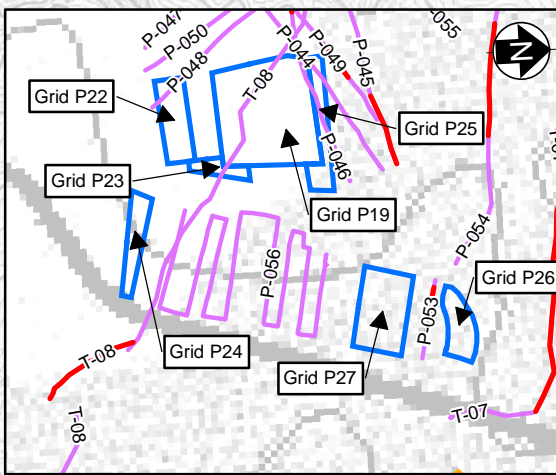 P-047
P-050
P-048
T-08
P-044
P-049
P-045
-055
N
Grid P22
Grid P25
Grid P23
P-046
Grid P19
P-054
P-056
Grid P26
P-053
Grid P24
Grid P27
T-08
T-08
T-07